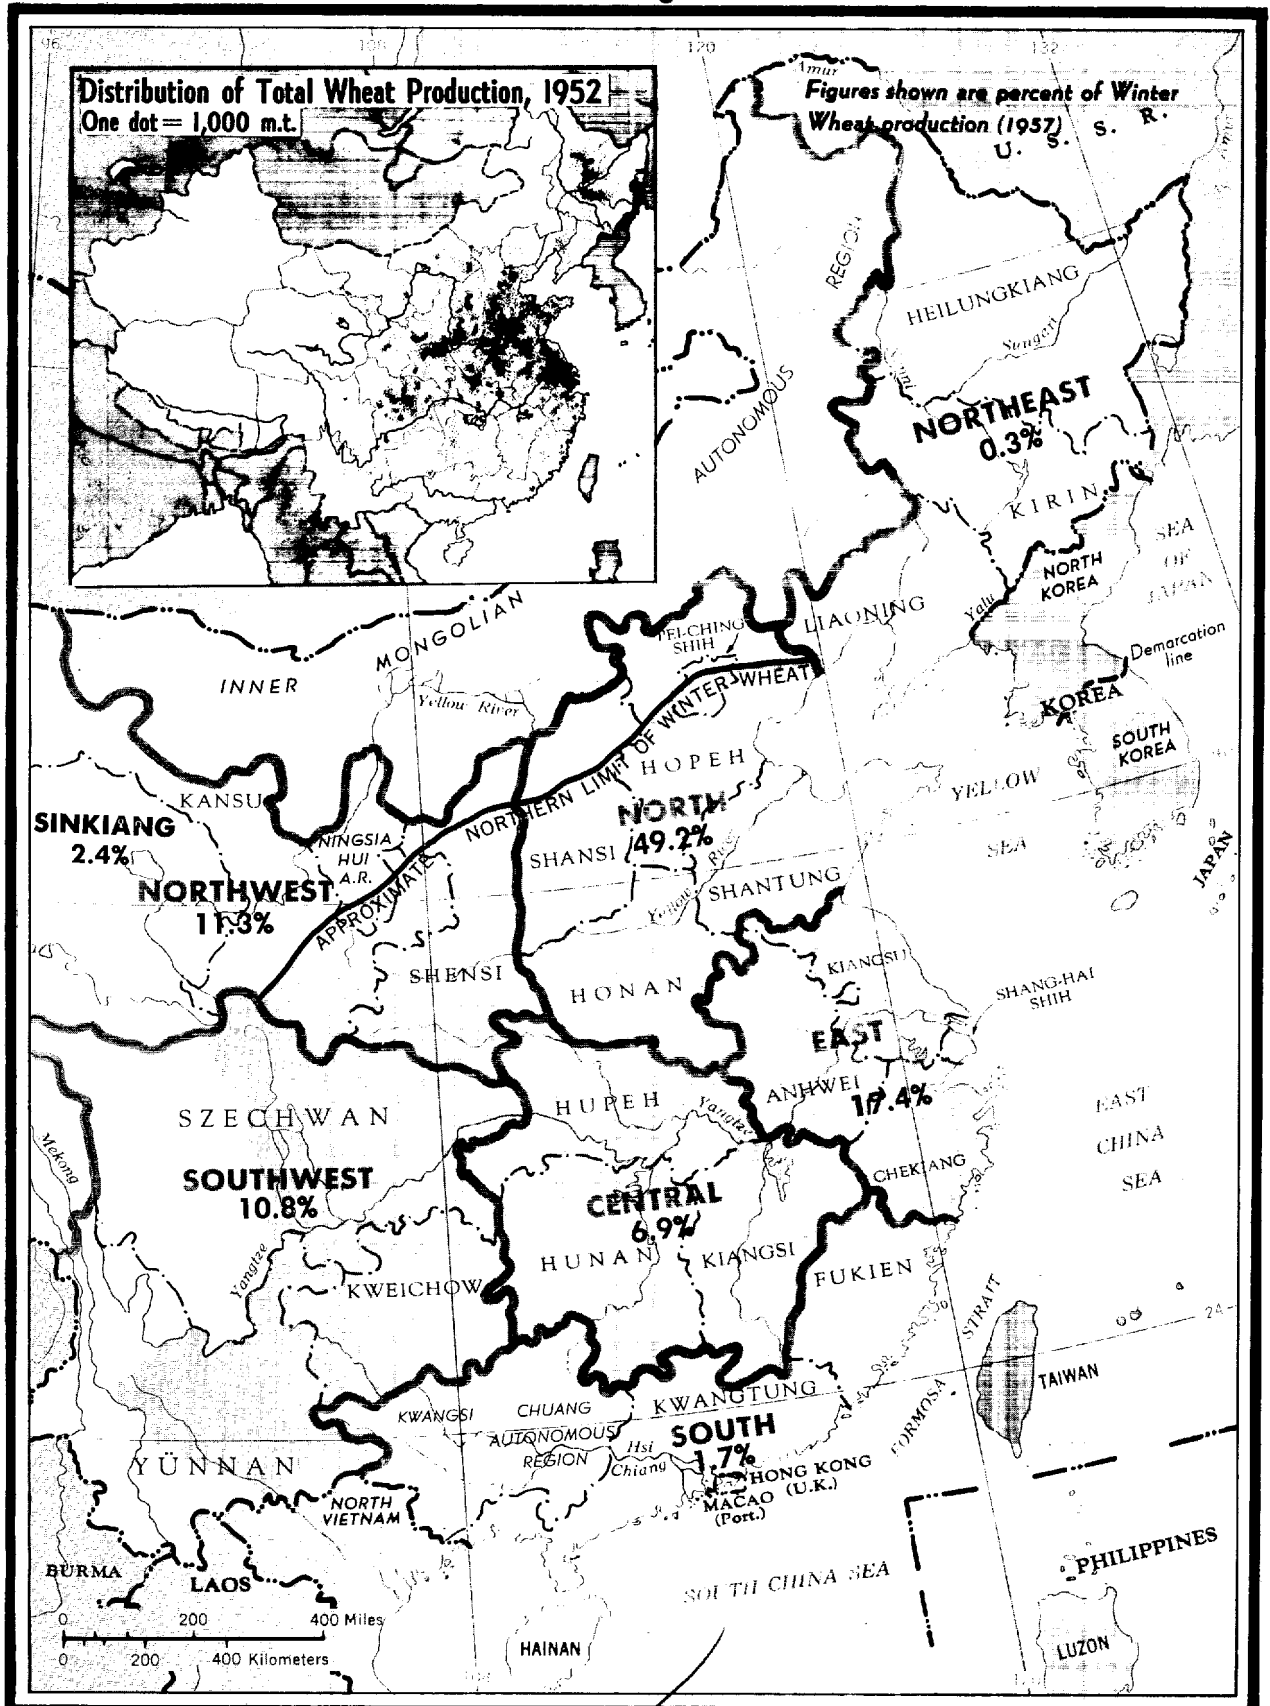 96
108
120
132
Distribution of Total Wheat Production, 1952
One dot = 1,000 m.t.
Amur
Figures shown are percent of Winter
Wheat production (1957)
U. S. S. R.
REGION
AUTONOMOUS
MONGOLIAN
INNER
HEILUNGKIANG
Sungari
NORTHEAST
0.3%
KIRIN
SEA
OF
JAPAN
NORTH
KOREA
Yalu
LIAONING
PEI-CHING
SHIH
Demarcation
line
KOREA
SOUTH
KOREA
Yellow River
APPROXIMATE NORTHERN LIMIT OF WINTER WHEAT
HOPEH
NORTH
49.2%
SHANSI
YELLOW
SEA
JAPAN
KANSU
SINKIANG
2.4%
NINGSIA
HUI
A.R.
NORTHWEST
11.3%
Yellow River
SHANTUNG
SHENSI
HONAN
KIANGSU
SHANG-HAI
SHIH
EAST
ANHWEI
17.4%
HUPEH
Yangtze
SZECHWAN
Mekong
SOUTHWEST
10.8%
CENTRAL
6.9%
CHEKIANG
EAST
CHINA
SEA
HUNAN
KIANGSI
FUKIEN
Yangtze
KWEICHOW
24
FORMOSA STRAIT
TAIWAN
KWANGSI
CHUANG
AUTONOMOUS
REGION
KWANGTUNG
SOUTH
1.7%
Hsi
Chiang
HONG KONG
(U.K.)
MACAO
(Port.)
YÜNNAN
NORTH
VIETNAM
BURMA
LAOS
PHILIPPINES
SOUTH CHINA SEA
HAINAN
LUZON
0 200 400 Miles
0 200 400 Kilometers